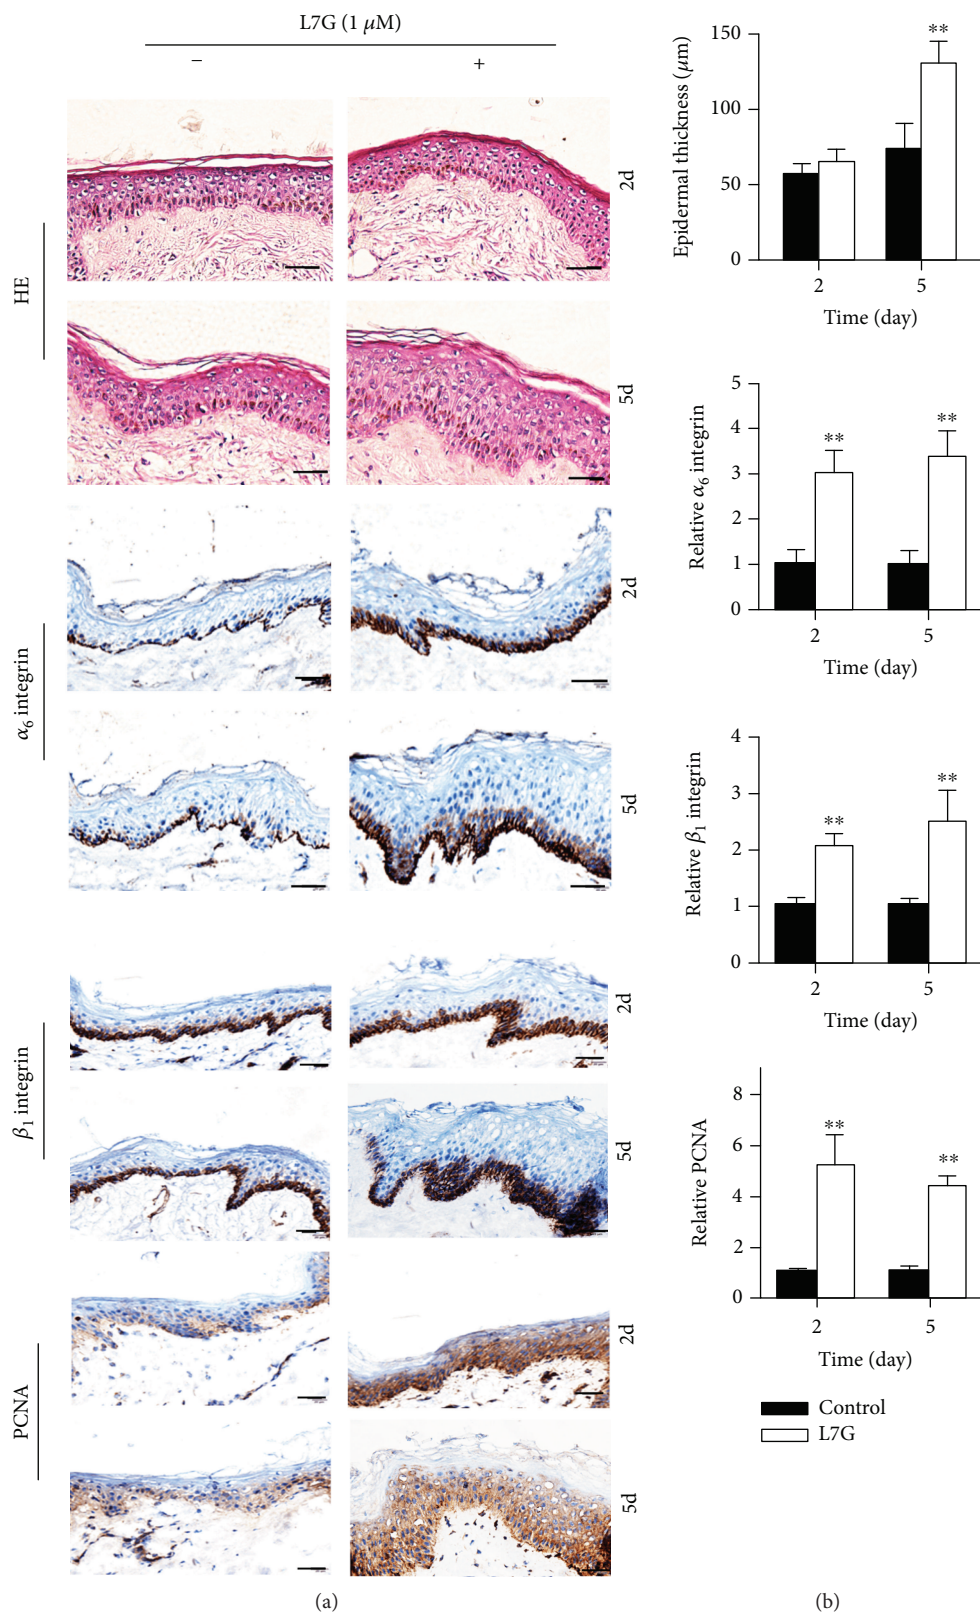 L7G (1 μM)
− +
HE
2d
5d
α6 integrin
2d
5d
β1 integrin
2d
5d
PCNA
2d
5d
(a)
150
100
50
0
Epidermal thickness (μm)
**
2 5
Time (day)
5
4
3
2
1
0
Relative α6 integrin
** **
2 5
Time (day)
4
3
2
1
0
Relative β1 integrin
** **
2 5
Time (day)
8
6
4
2
0
Relative PCNA
** **
2 5
Time (day)
Control
L7G
(b)